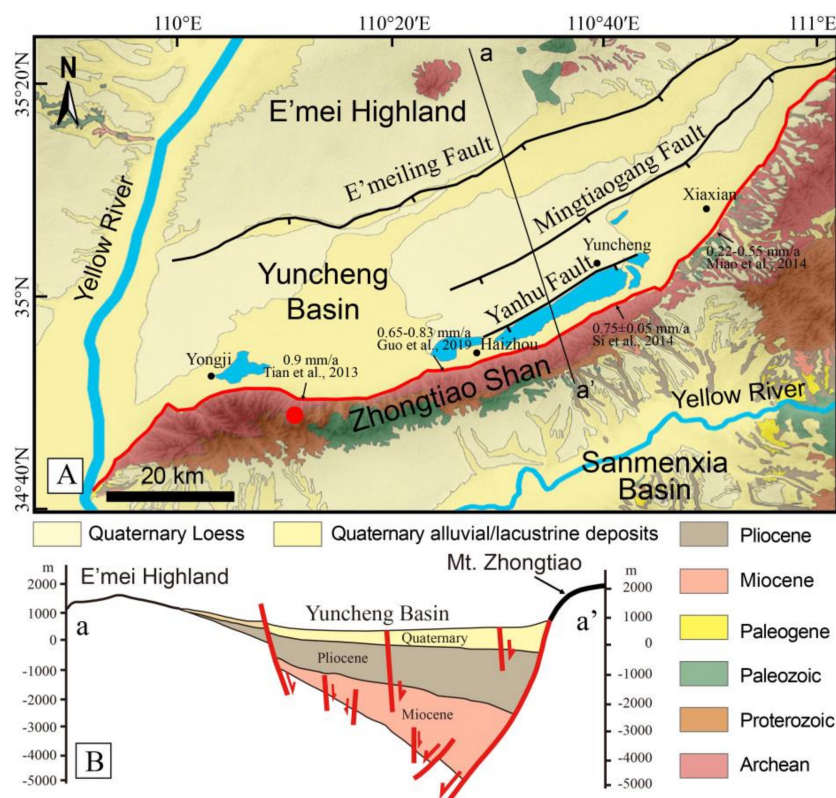 110°E
110°20'E
110°40'E
111°E
35°20'N
35°N
34°40'N
N
a
E'mei Highland
E'meiling Fault
Mingtiaogang Fault
Xiaxian
Yellow River
Yuncheng
0.22-0.55 mm/a
Miao et al., 2014
Yuncheng
Basin
Yanhu Fault
0.65-0.83 mm/a
Guo et al., 2019
Haizhou
0.75±0.05 mm/a
Si et al., 2014
Yongji
0.9 mm/a
Tian et al., 2013
Zhongtiao Shan
a'
Yellow River
Sanmenxia
Basin
A
20 km
Quaternary Loess
Quaternary alluvial/lacustrine deposits
Pliocene
Miocene
Paleogene
Paleozoic
Proterozoic
Archean
m
2000
1000
0
-1000
-2000
-3000
-4000
-5000
E'mei Highland
a
Yuncheng Basin
Mt. Zhongtiao
a'
Quaternary
Pliocene
Miocene
B
m
2000
1000
0
-1000
-2000
-3000
-4000
-5000